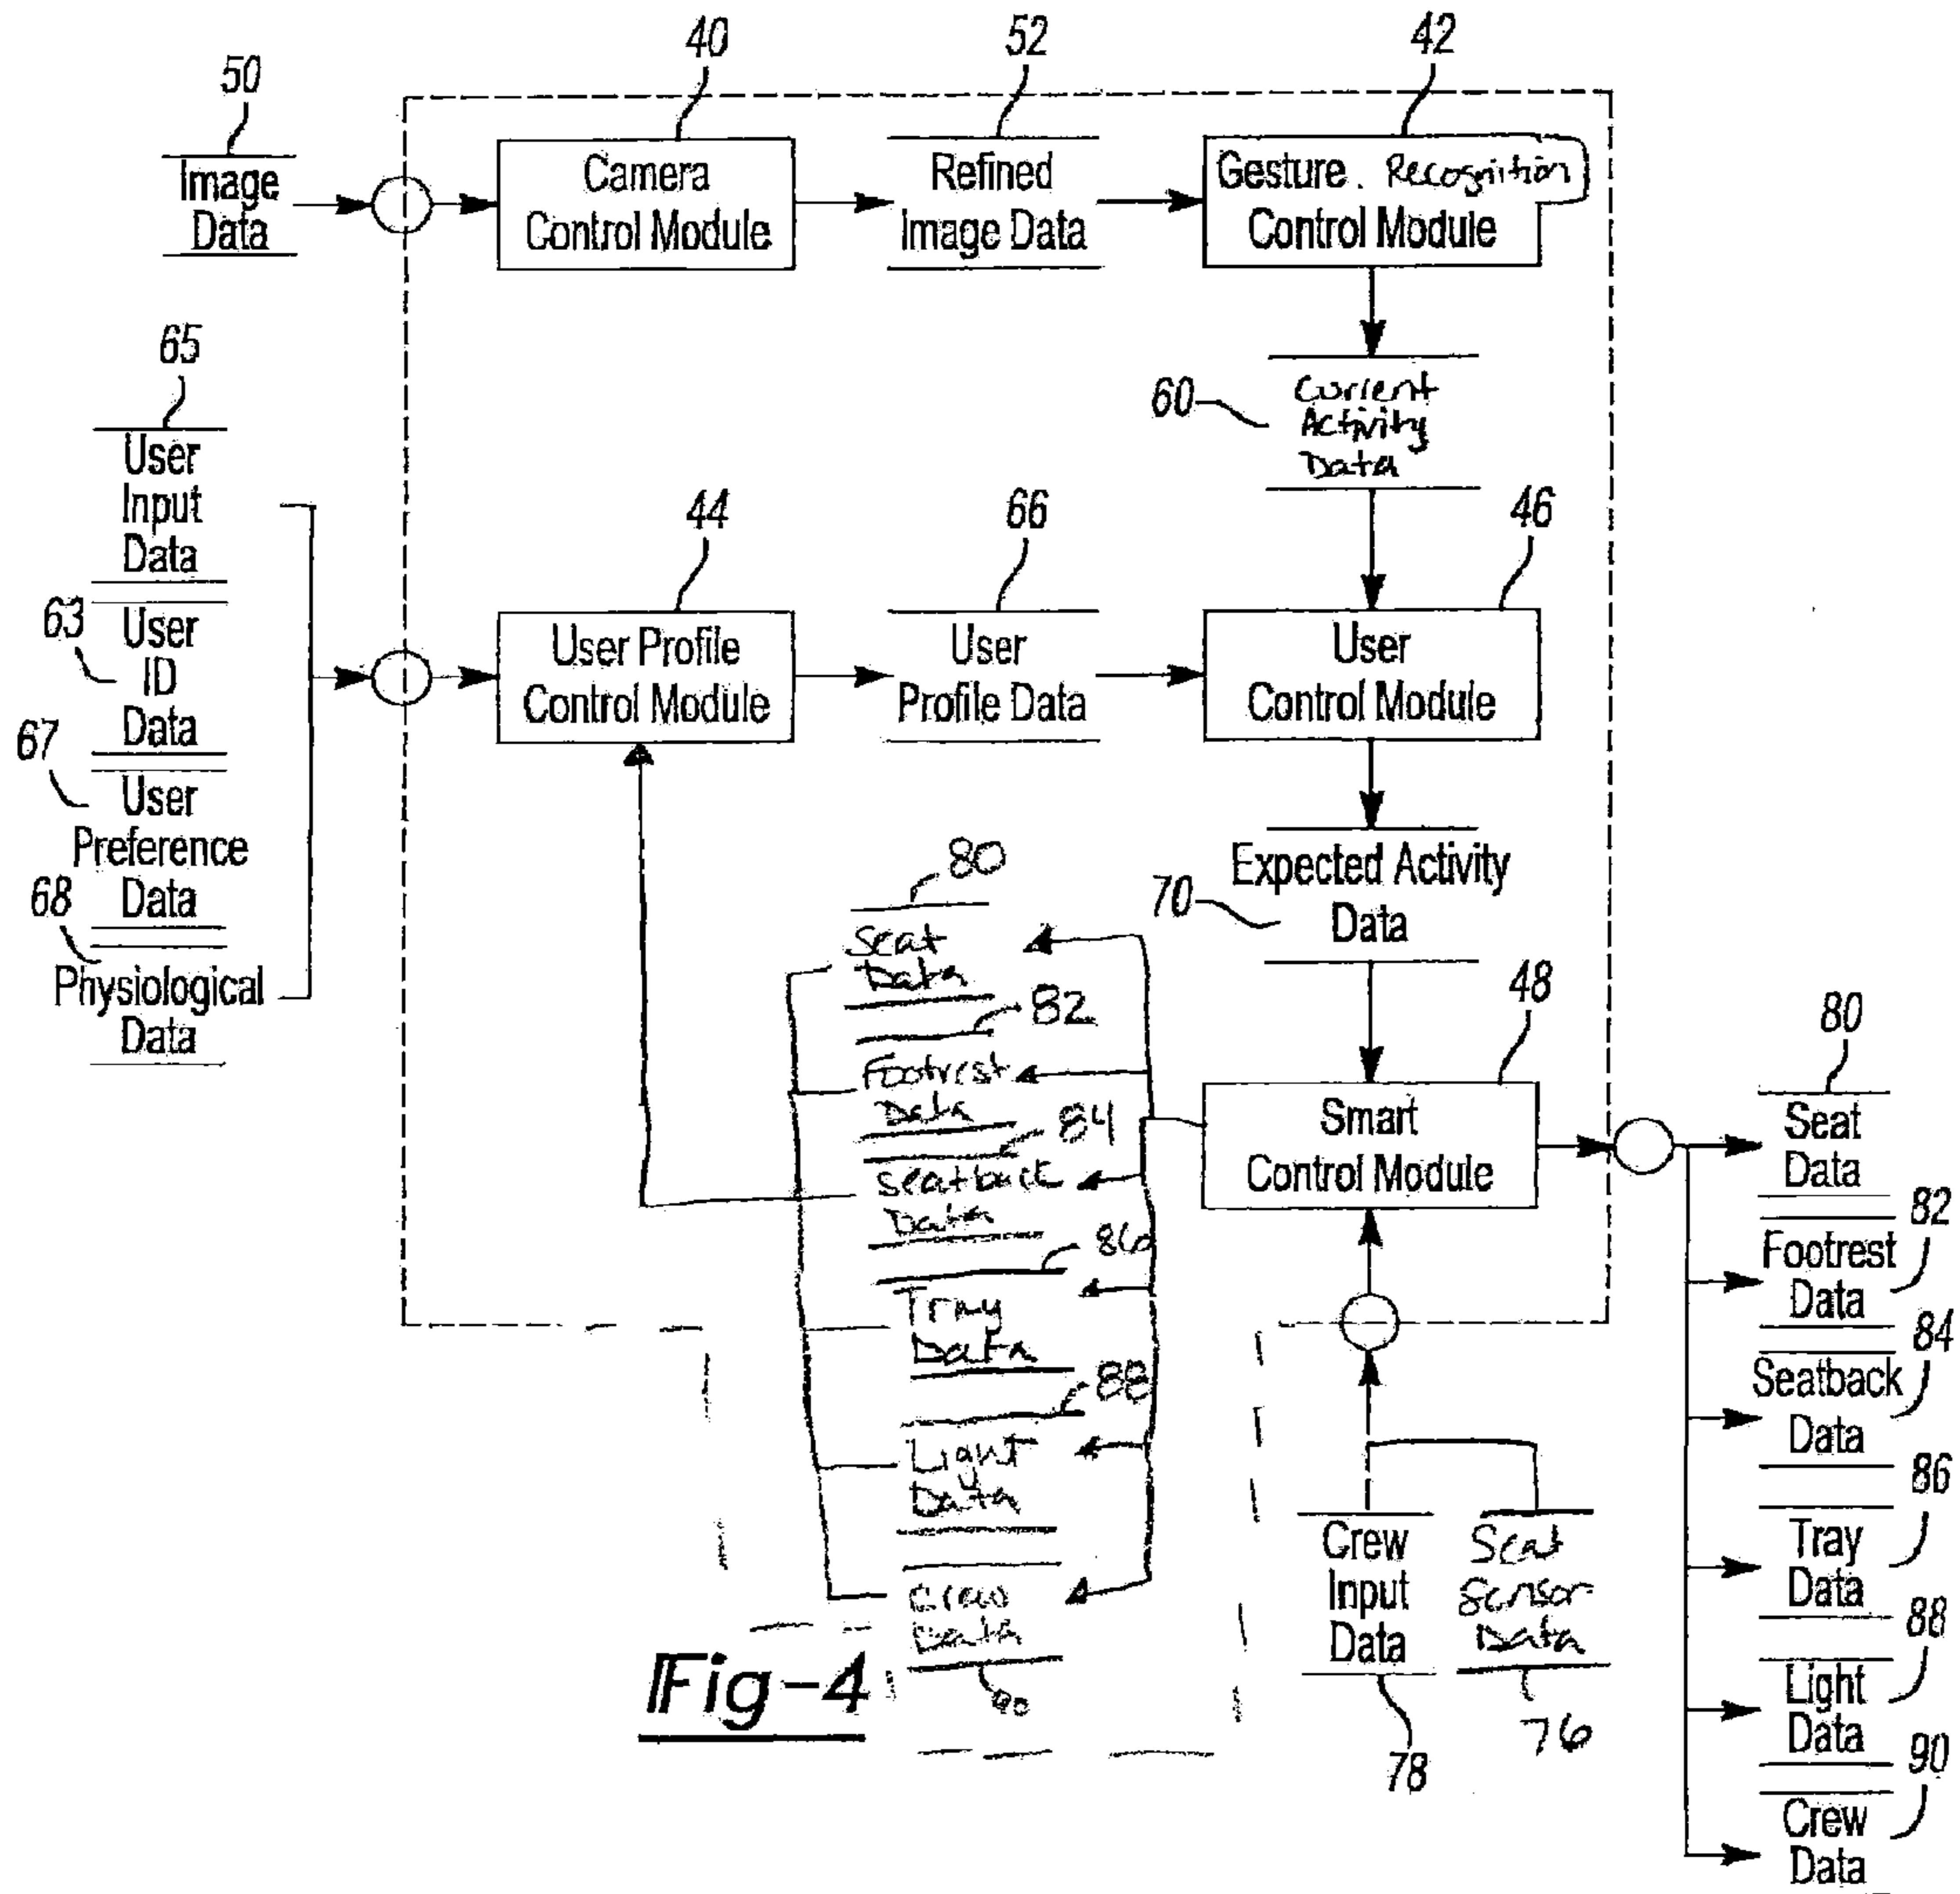 40
52
42
50
Image
Data
Camera
Control Module
Refined
Image Data
Gesture Recognition
Control Module
65
User
Input
Data
60
Current
Activity
Data
44
66
46
63
User
ID
Data
User Profile
Control Module
User
Profile Data
User
Control Module
67
User
Preference
Data
68
Physiological
Data
80
Seat
Data
82
Footrest
Data
84
Seatback
Data
86
Tray
Data
88
Light
Data
Crew
Data
90
70
Expected Activity
Data
48
Smart
Control Module
Crew
Input
Data
78
Seat
Sensor
Data
76
80
Seat
Data
82
Footrest
Data
84
Seatback
Data
86
Tray
Data
88
Light
Data
90
Crew
Data
Fig-4